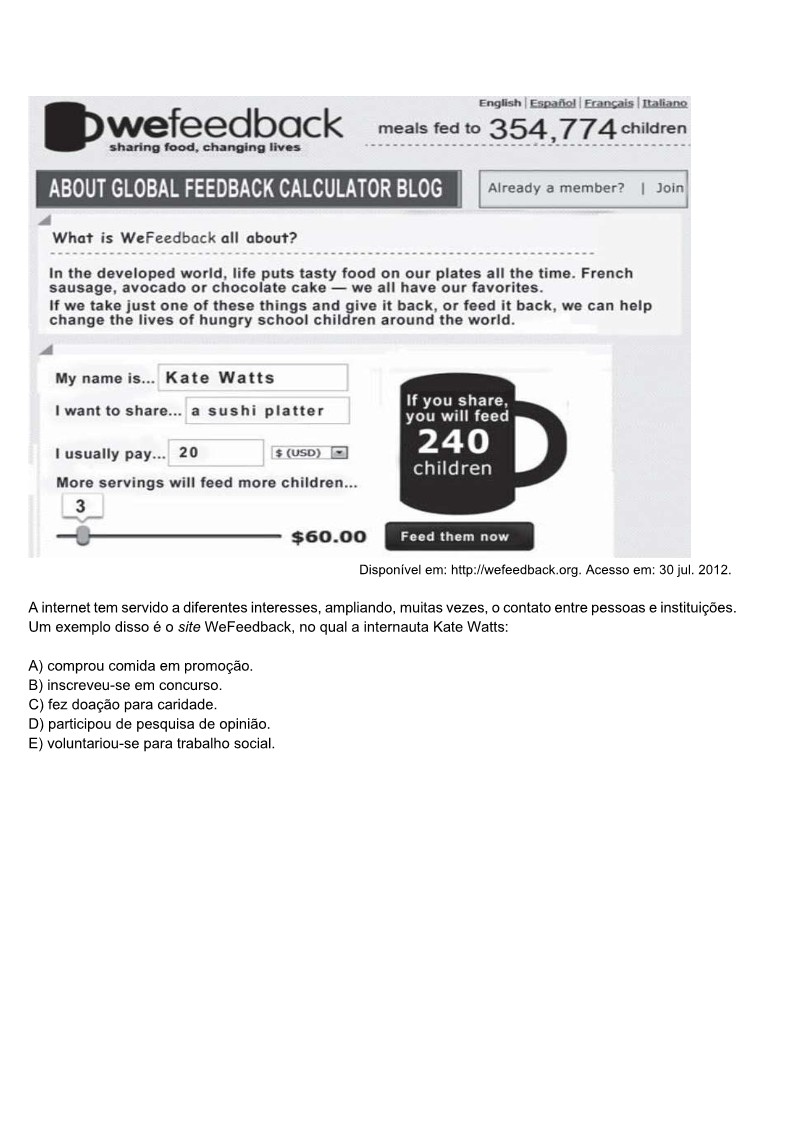 English | Español | Français | Italiano
wefeedback
sharing food, changing lives
meals fed to 354,774 children
ABOUT GLOBAL FEEDBACK CALCULATOR BLOG
Already a member? | Join
What is WeFeedback all about?
In the developed world, life puts tasty food on our plates all the time. French
sausage, avocado or chocolate cake — we all have our favorites.
If we take just one of these things and give it back, or feed it back, we can help
change the lives of hungry school children around the world.
My name is... Kate Watts
I want to share... a sushi platter
I usually pay... 20 $ (USD)
More servings will feed more children...
3
$60.00
If you share,
you will feed
240
children
Feed them now
Disponível em: http://wefeedback.org. Acesso em: 30 jul. 2012.
A internet tem servido a diferentes interesses, ampliando, muitas vezes, o contato entre pessoas e instituições.
Um exemplo disso é o site WeFeedback, no qual a internauta Kate Watts:
A) comprou comida em promoção.
B) inscreveu-se em concurso.
C) fez doação para caridade.
D) participou de pesquisa de opinião.
E) voluntariou-se para trabalho social.